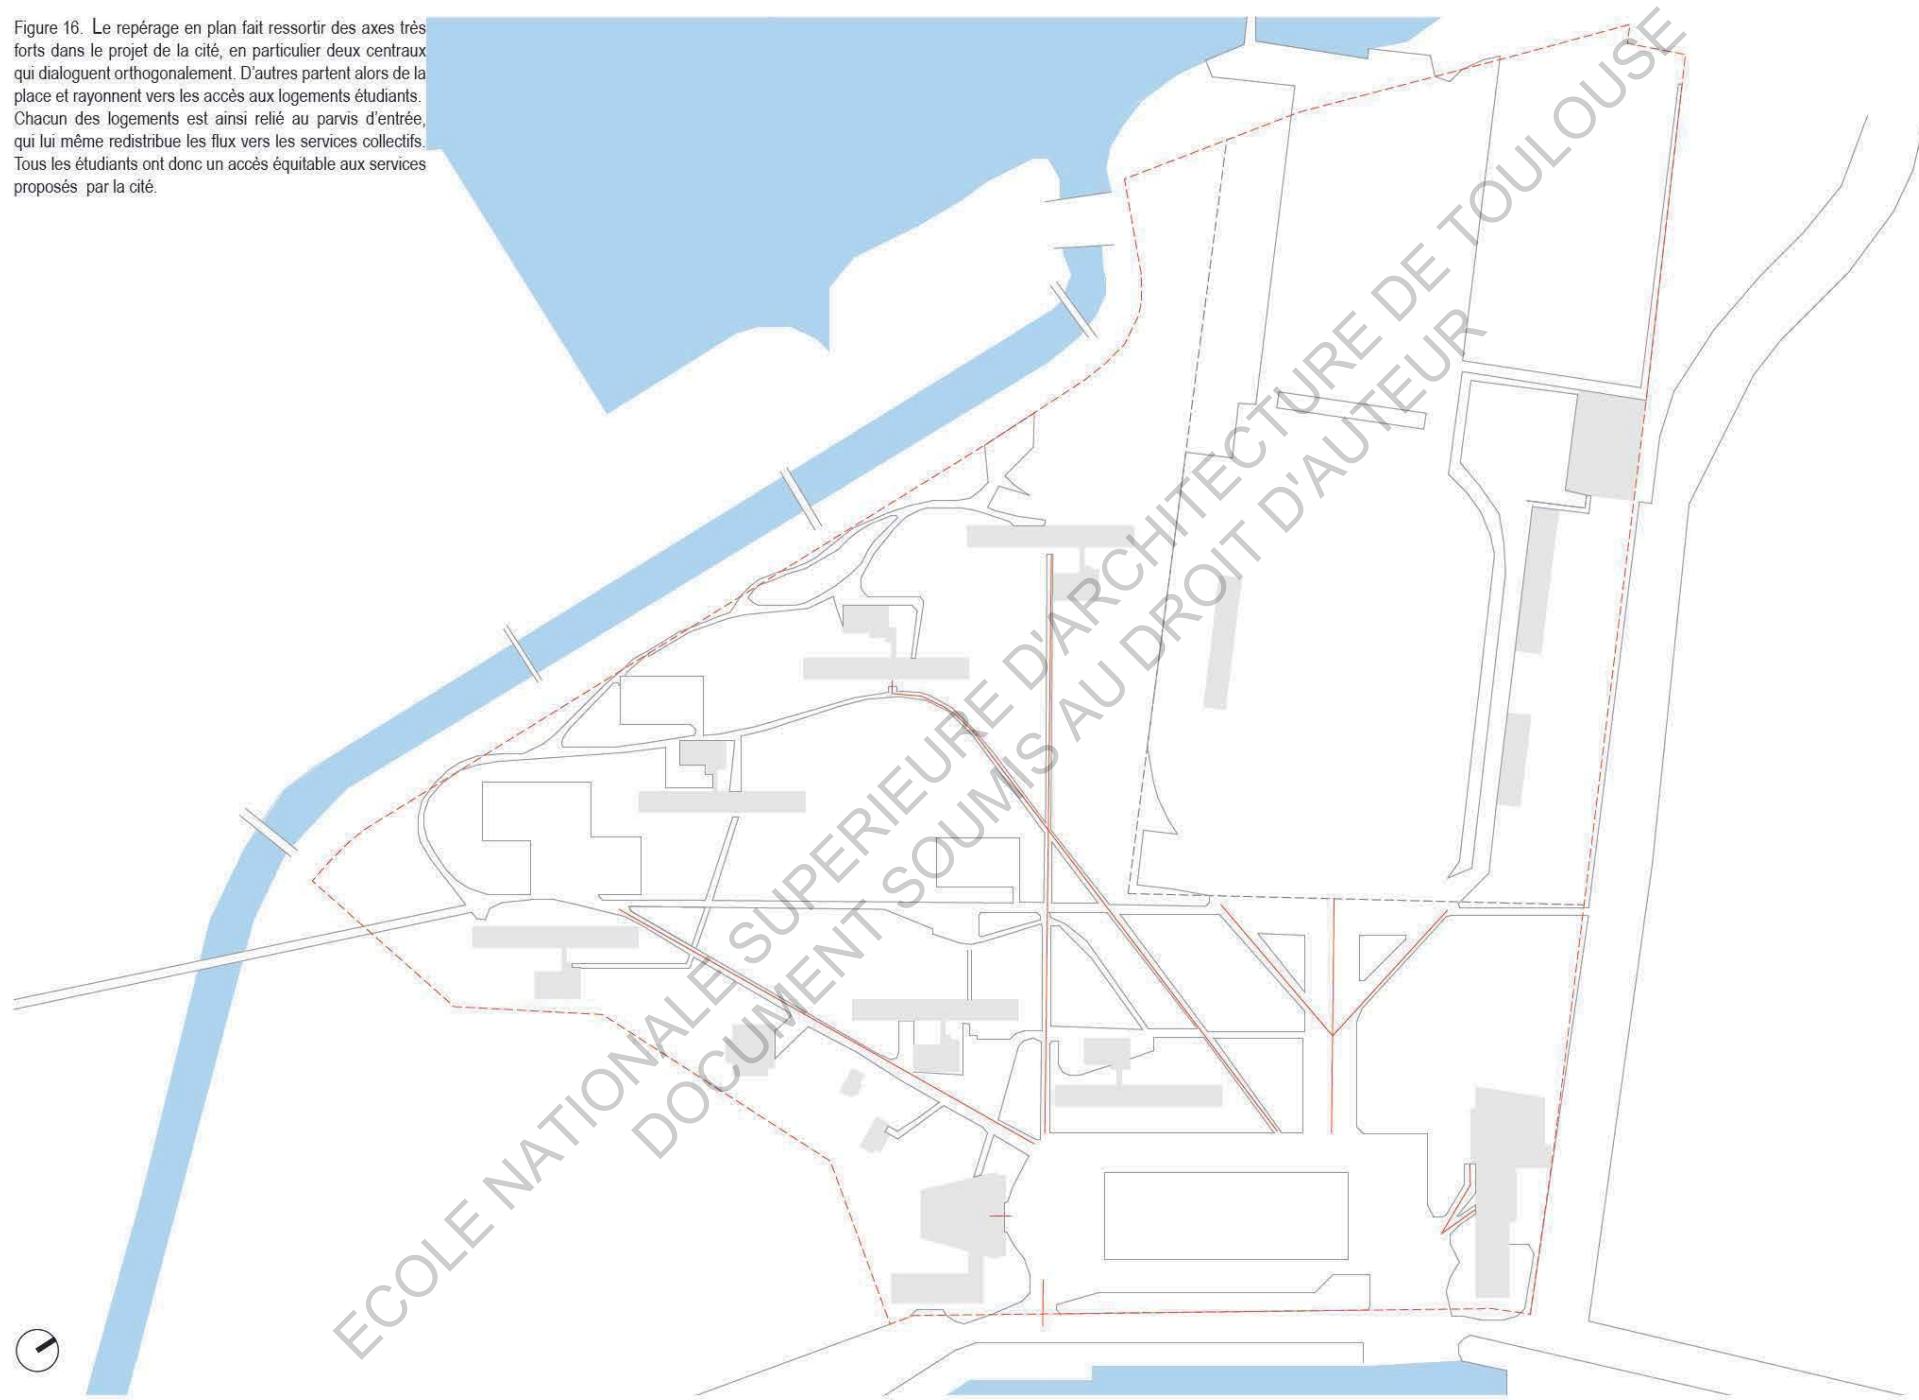 Figure 16. Le repérage en plan fait ressortir des axes très
forts dans le projet de la cité, en particulier deux centraux
qui dialoguent orthogonalement. D'autres partent alors de la
place et rayonnent vers les accès aux logements étudiants.
Chacun des logements est ainsi relié au parvis d'entrée,
qui lui même redistribue les flux vers les services collectifs.
Tous les étudiants ont donc un accès équitable aux services
proposés par la cité.
ECOLE NATIONALE SUPERIEURE D'ARCHITECTURE DE TOULOUSE
DOCUMENT SOUMIS AU DROIT D'AUTEUR